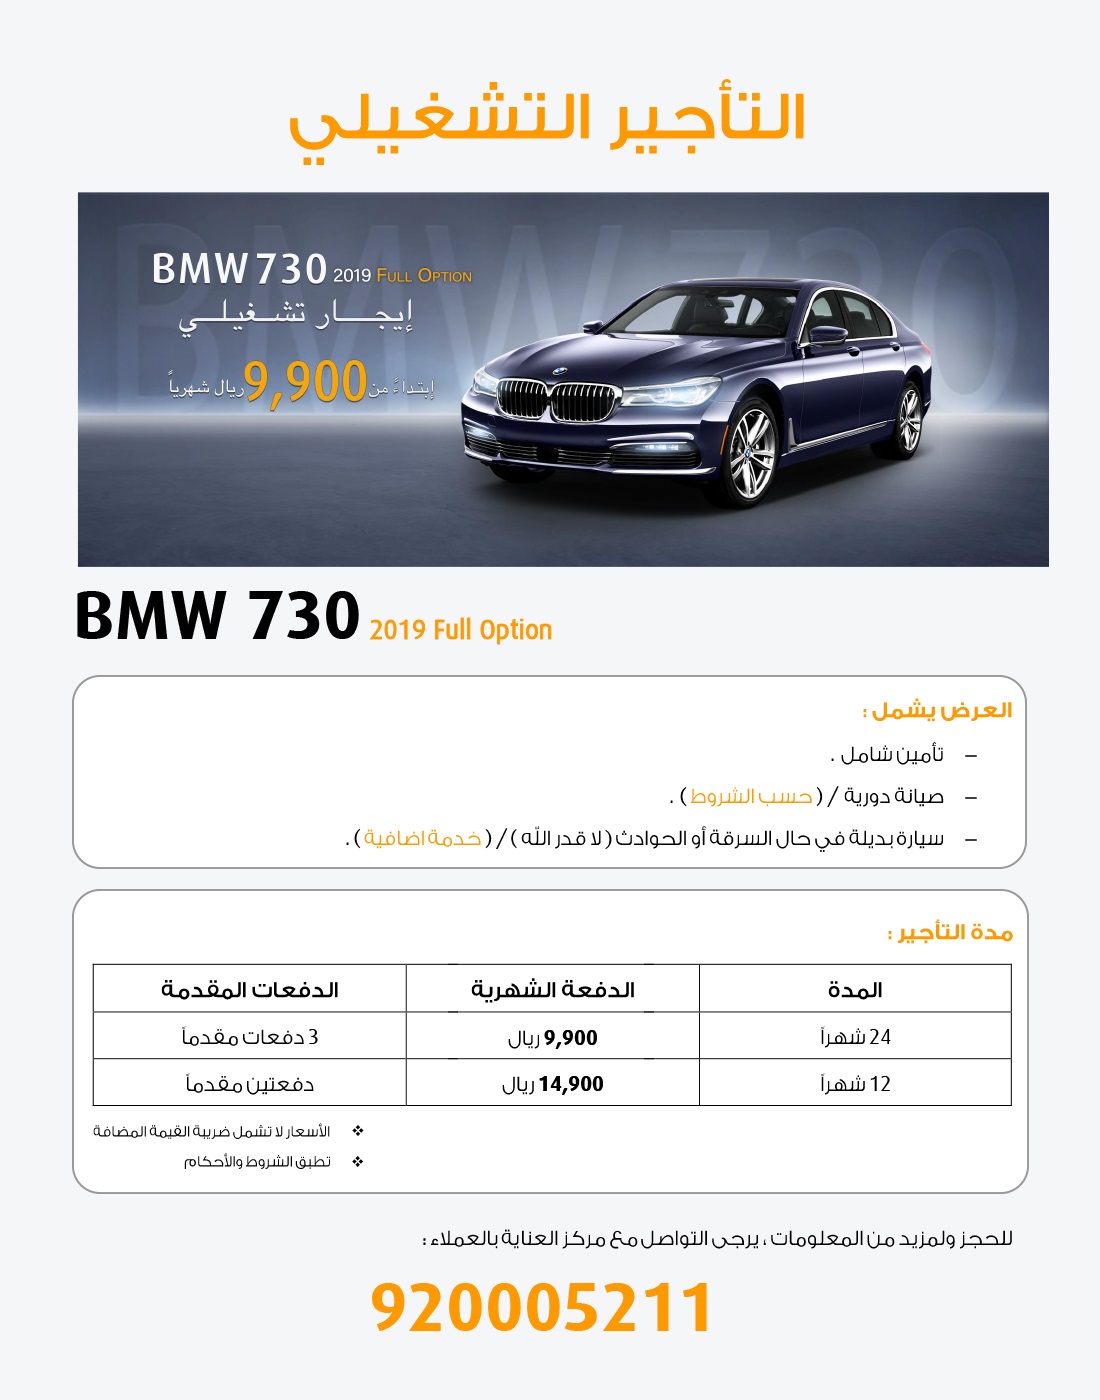 التأجير التشغيلي
BMW 730
BMW 730 2019 FULL OPTION
إيجـــار تشـغيلـــي
إبتداءً من 9,900 ريال شهرياً
BMW 730 2019 Full Option
العرض يشمل :
– تأمين شامل .
– صيانة دورية / ( حسب الشروط ) .
– سيارة بديلة في حال السرقة أو الحوادث ( لا قدر الله ) / ( خدمة اضافية ) .
مدة التأجير :
المدة الدفعة الشهرية الدفعات المقدمة
24 شهراً 9,900 ريال 3 دفعات مقدماً
12 شهراً 14,900 ريال دفعتين مقدماً
❖ الأسعار لا تشمل ضريبة القيمة المضافة
❖ تطبق الشروط والأحكام
للحجز ولمزيد من المعلومات ، يرجى التواصل مع مركز العناية بالعملاء :
920005211